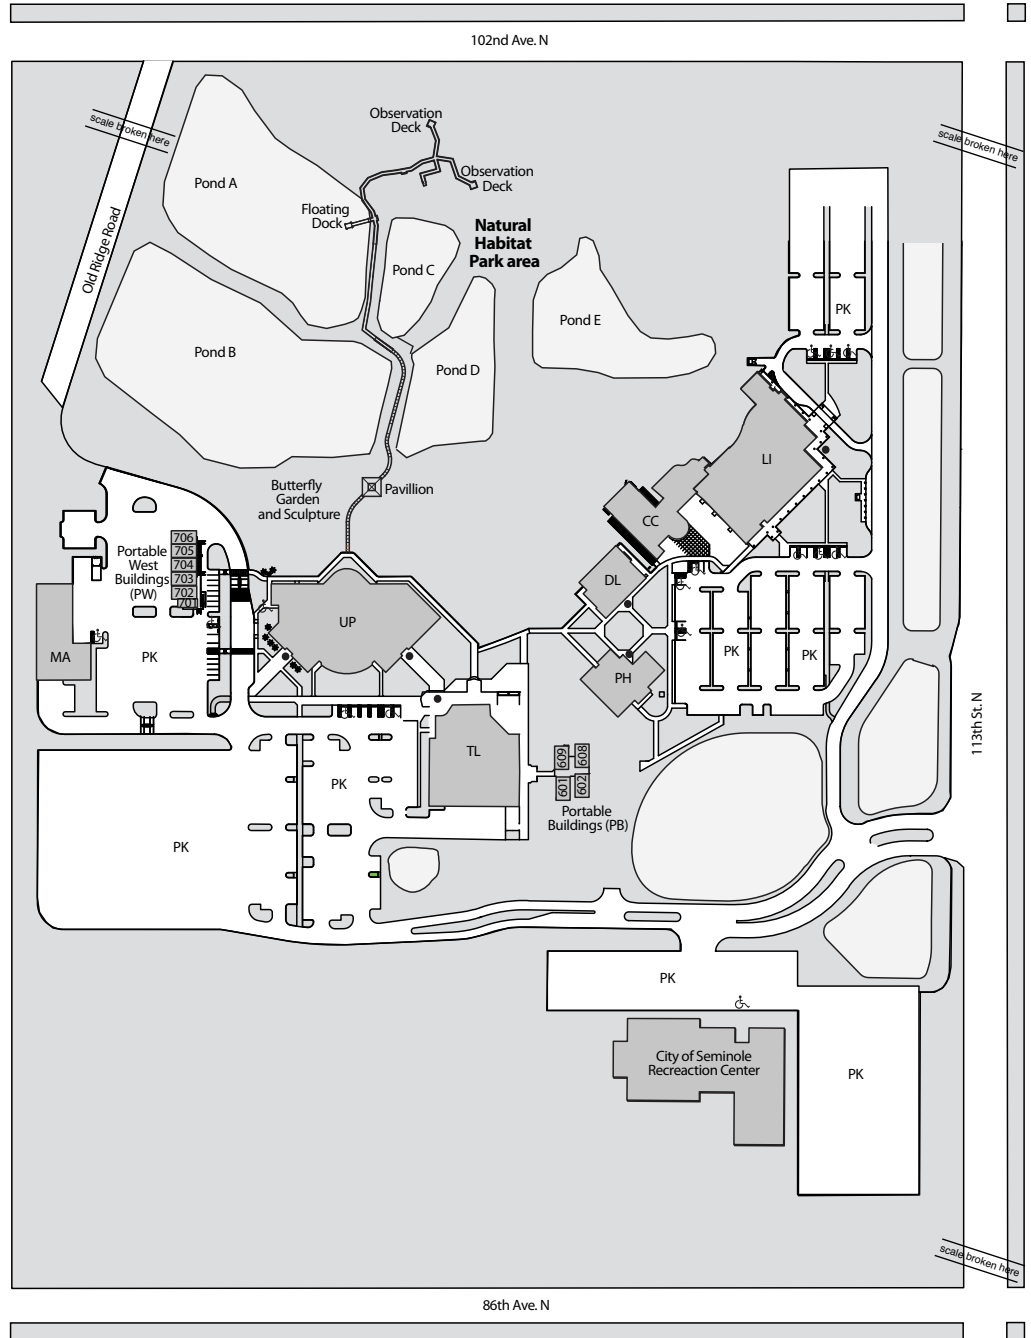 102nd Ave. N
Observation
Deck
scale broken here
scale broken here
Observation
Deck
Pond A
Floating
Dock
Natural
Habitat
Park area
Old Ridge Road
Pond C
PK
Pond E
Pond B
Pond D
LI
Butterfly
Garden
and Sculpture
Pavillion
CC
706
705
704
703
702
701
Portable
West
Buildings
(PW)
DL
UP
MA
PK
PK
PK
PH
113th St. N
TL
609
608
601
602
PK
Portable
Buildings (PB)
PK
PK
City of Seminole
Recreaction Center
PK
scale broken here
86th Ave. N